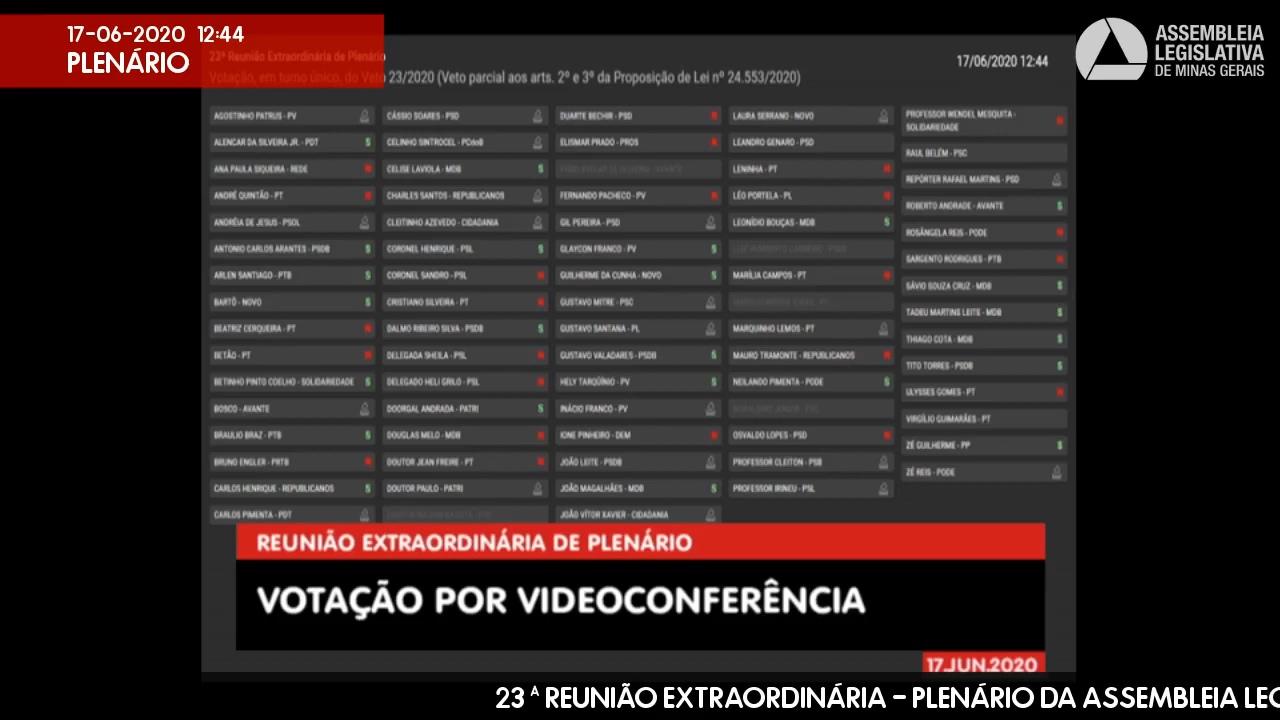 17-06-2020 12:44
PLENÁRIO
ASSEMBLEIA
LEGISLATIVA
DE MINAS GERAIS
23ª Reunião Extraordinária de Plenário
17/06/2020 12:44
Votação, em turno único, do Veto 23/2020 (Veto parcial aos arts. 2º e 3º da Proposição de Lei nº 24.553/2020)
AGOSTINHO PATRUS - PV
ALENCAR DA SILVEIRA JR. - PDT S
ANA PAULA SIQUEIRA - REDE N
ANDRÉ QUINTÃO - PT N
ANDRÉIA DE JESUS - PSOL
ANTONIO CARLOS ARANTES - PSDB S
ARLEN SANTIAGO - PTB S
BARTÔ - NOVO S
BEATRIZ CERQUEIRA - PT N
BETÃO - PT N
BETINHO PINTO COELHO - SOLIDARIEDADE S
BOSCO - AVANTE
BRAULIO BRAZ - PTB S
BRUNO ENGLER - PRTB N
CARLOS HENRIQUE - REPUBLICANOS S
CARLOS PIMENTA - PDT
CÁSSIO SOARES - PSD
CELINHO SINTROCEL - PCdoB
CELISE LAVIOLA - MDB S
CHARLES SANTOS - REPUBLICANOS
CLEITINHO AZEVEDO - CIDADANIA
CORONEL HENRIQUE - PSL S
CORONEL SANDRO - PSL N
CRISTIANO SILVEIRA - PT N
DALMO RIBEIRO SILVA - PSDB S
DELEGADA SHEILA - PSL N
DELEGADO HELI GRILO - PSL N
DOORGAL ANDRADA - PATRI S
DOUGLAS MELO - MDB N
DOUTOR JEAN FREIRE - PT N
DOUTOR PAULO - PATRI
DUARTE BECHIR - PSD N
ELISMAR PRADO - PROS N
FERNANDO PACHECO - PV N
GIL PEREIRA - PSD
GLAYCON FRANCO - PV S
GUILHERME DA CUNHA - NOVO S
GUSTAVO MITRE - PSC
GUSTAVO SANTANA - PL
GUSTAVO VALADARES - PSDB S
HELY TARQÜÍNIO - PV S
INÁCIO FRANCO - PV
IONE PINHEIRO - DEM N
JOÃO LEITE - PSDB
JOÃO MAGALHÃES - MDB S
JOÃO VÍTOR XAVIER - CIDADANIA
LAURA SERRANO - NOVO
LEANDRO GENARO - PSD
LENINHA - PT N
LÉO PORTELA - PL N
LEONÍDIO BOUÇAS - MDB S
MARÍLIA CAMPOS - PT N
MARQUINHO LEMOS - PT
MAURO TRAMONTE - REPUBLICANOS N
NEILANDO PIMENTA - PODE S
OSVALDO LOPES - PSD N
PROFESSOR CLEITON - PSB
PROFESSOR IRINEU - PSL
PROFESSOR WENDEL MESQUITA -
SOLIDARIEDADE N
RAUL BELÉM - PSC
REPÓRTER RAFAEL MARTINS - PSD
ROBERTO ANDRADE - AVANTE S
ROSÂNGELA REIS - PODE N
SARGENTO RODRIGUES - PTB N
SÁVIO SOUZA CRUZ - MDB S
TADEU MARTINS LEITE - MDB S
THIAGO COTA - MDB S
TITO TORRES - PSDB S
ULYSSES GOMES - PT N
VIRGÍLIO GUIMARÃES - PT
ZÉ GUILHERME - PP S
ZÉ REIS - PODE
REUNIÃO EXTRAORDINÁRIA DE PLENÁRIO
VOTAÇÃO POR VIDEOCONFERÊNCIA
17.JUN.2020
23ª REUNIÃO EXTRAORDINÁRIA - PLENÁRIO DA ASSEMBLEIA LEG